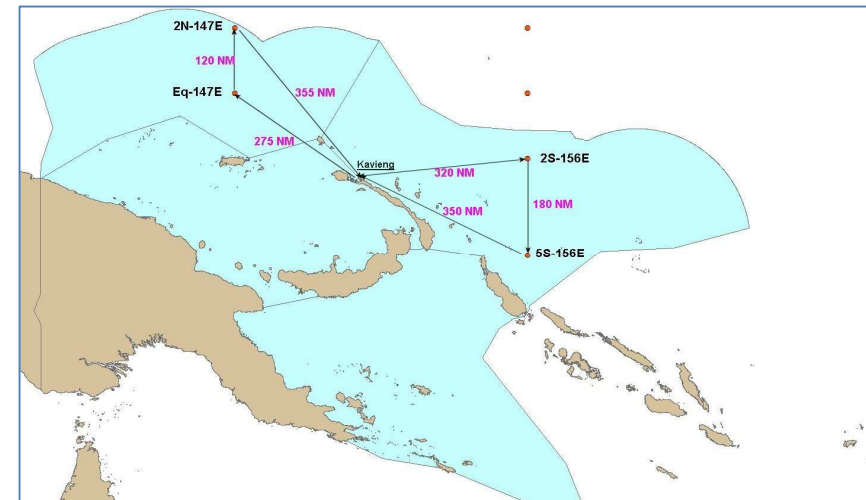 2N-147E
120 NM
Eq-147E
355 NM
275 NM
Kavieng
2S-156E
320 NM
180 NM
350 NM
5S-156E